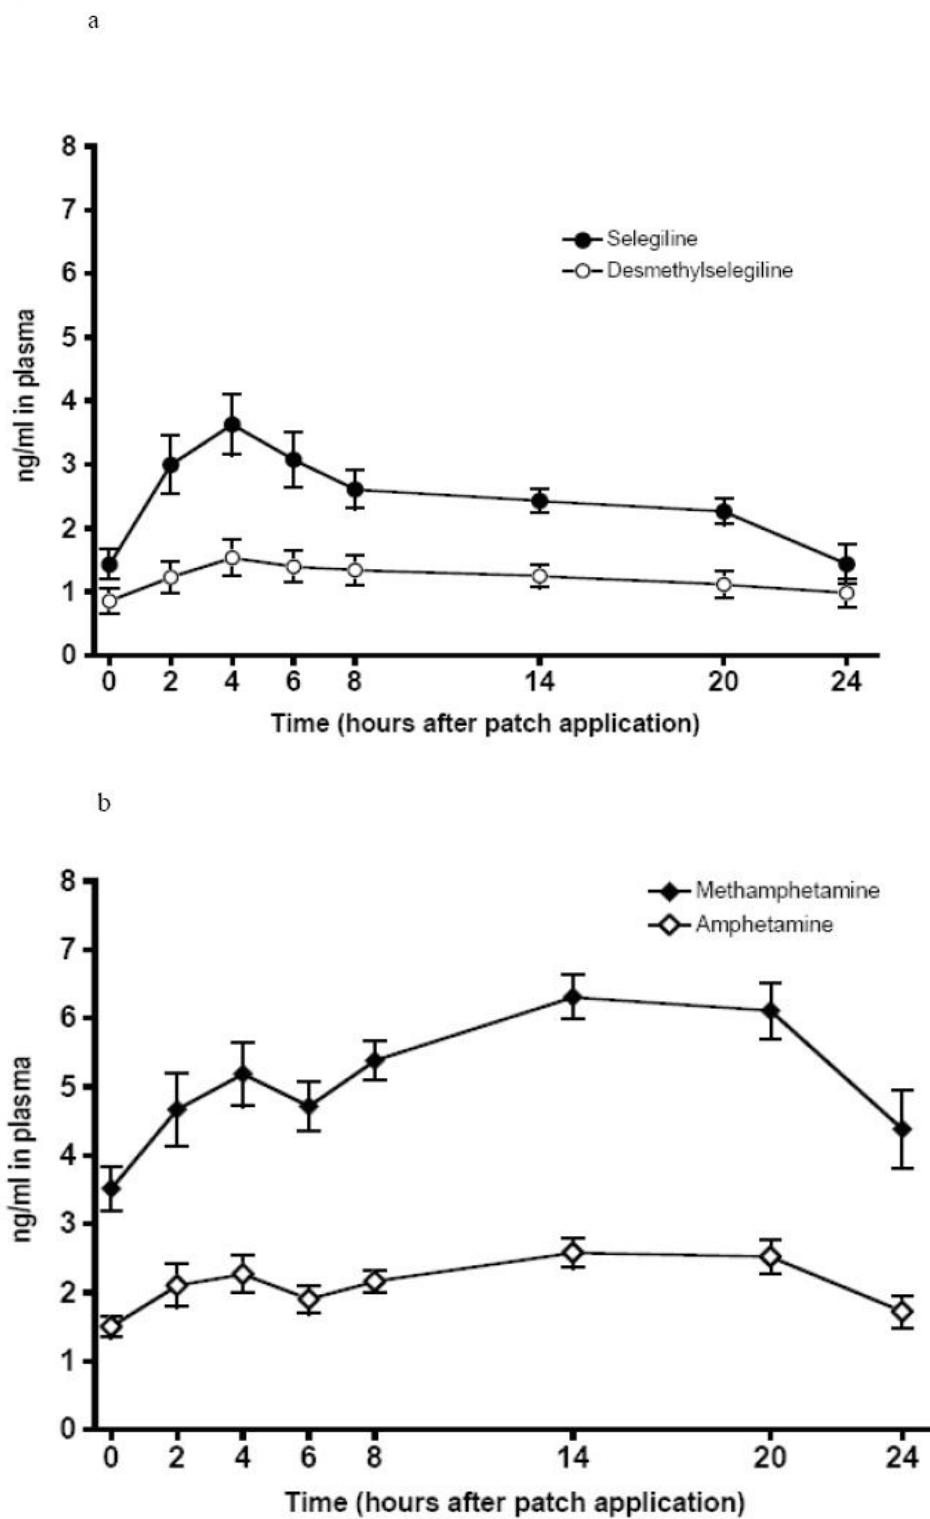 a
8
7
6
5
4
3
2
1
0
ng/ml in plasma
Selegiline
Desmethylselegiline
0 2 4 6 8 14 20 24
Time (hours after patch application)
b
8
7
6
5
4
3
2
1
0
ng/ml in plasma
Methamphetamine
Amphetamine
0 2 4 6 8 14 20 24
Time (hours after patch application)